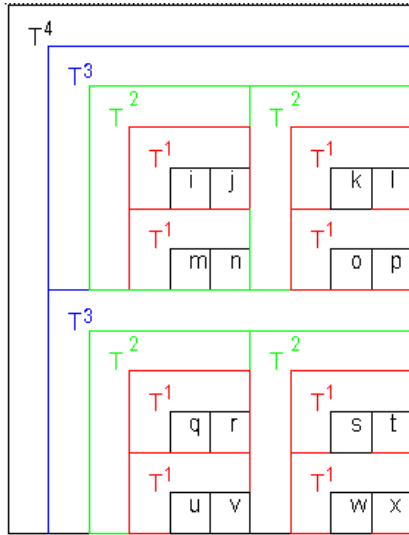 T⁴
T³
T² T²
T¹ T¹
i j k l
T¹ T¹
m n o p
T³
T² T²
T¹ T¹
q r s t
T¹ T¹
u v w x